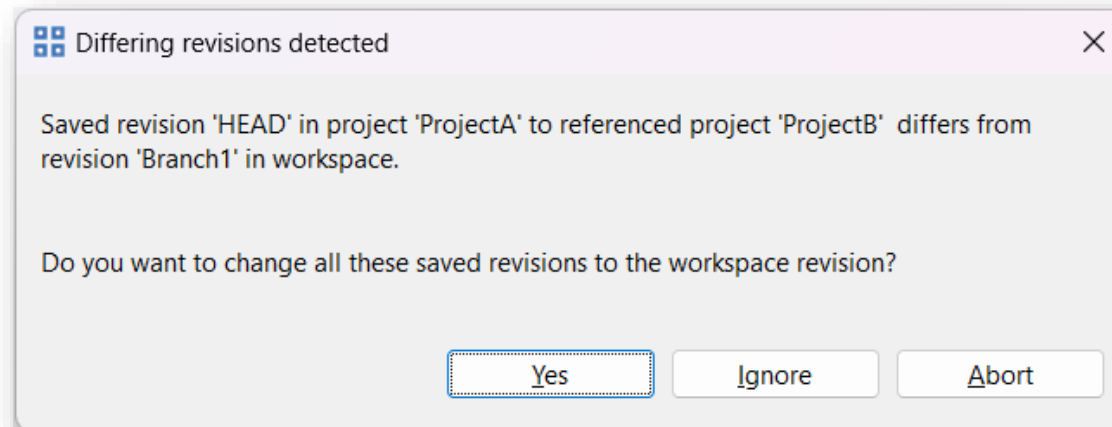 Differing revisions detected
Saved revision 'HEAD' in project 'ProjectA' to referenced project 'ProjectB'  differs from
revision 'Branch1' in workspace.
Do you want to change all these saved revisions to the workspace revision?
Yes Ignore Abort